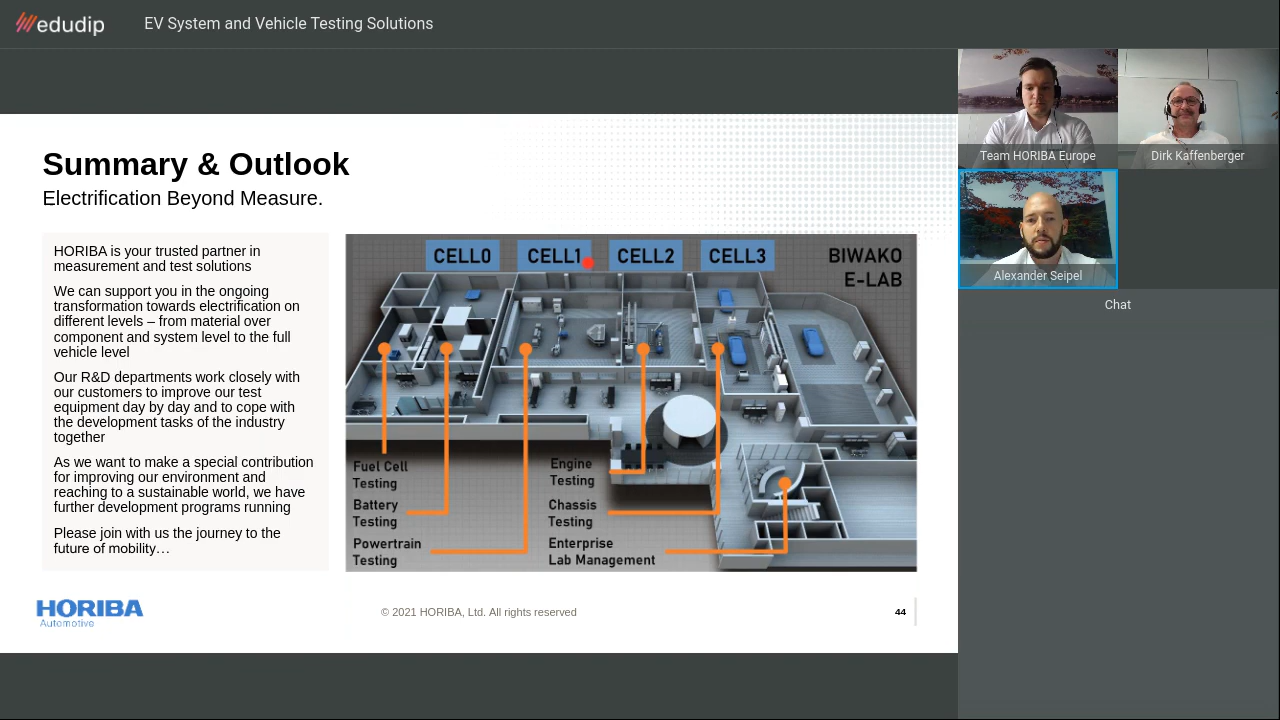 edudip
EV System and Vehicle Testing Solutions
Team HORIBA Europe
Dirk Kaffenberger
Alexander Seipel
Chat
Summary & Outlook
Electrification Beyond Measure.
HORIBA is your trusted partner in
measurement and test solutions
We can support you in the ongoing
transformation towards electrification on
different levels – from material over
component and system level to the full
vehicle level
Our R&D departments work closely with
our customers to improve our test
equipment day by day and to cope with
the development tasks of the industry
together
As we want to make a special contribution
for improving our environment and
reaching to a sustainable world, we have
further development programs running
Please join with us the journey to the
future of mobility…
CELL0
CELL1
CELL2
CELL3
BIWAKO
E-LAB
Fuel Cell
Testing
Battery
Testing
Powertrain
Testing
Engine
Testing
Chassis
Testing
Enterprise
Lab Management
HORIBA
Automotive
© 2021 HORIBA, Ltd. All rights reserved
44